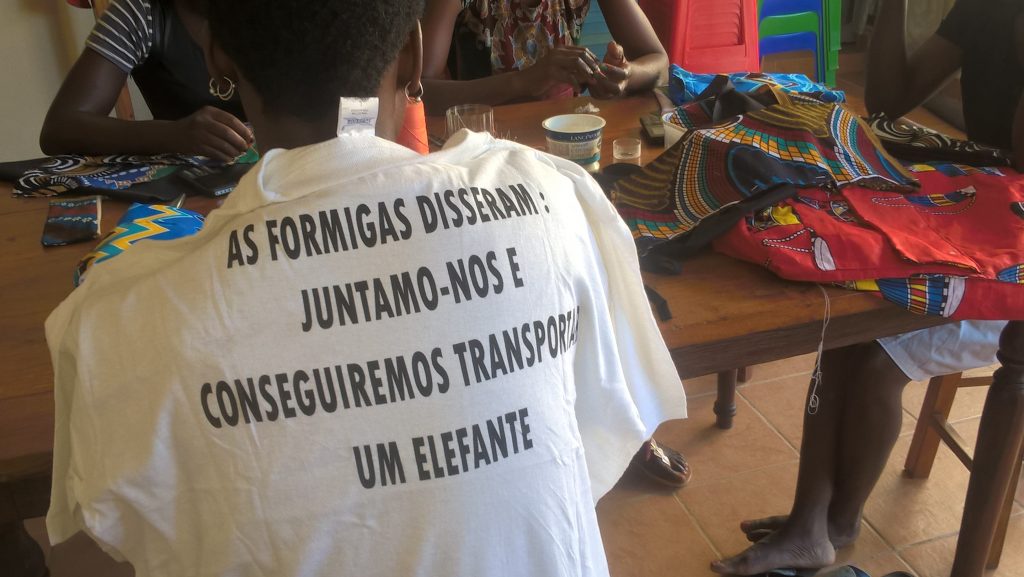 AS FORMIGAS DISSERAM :
JUNTAMO-NOS E
CONSEGUIREMOS TRANSPORTA
UM ELEFANTE